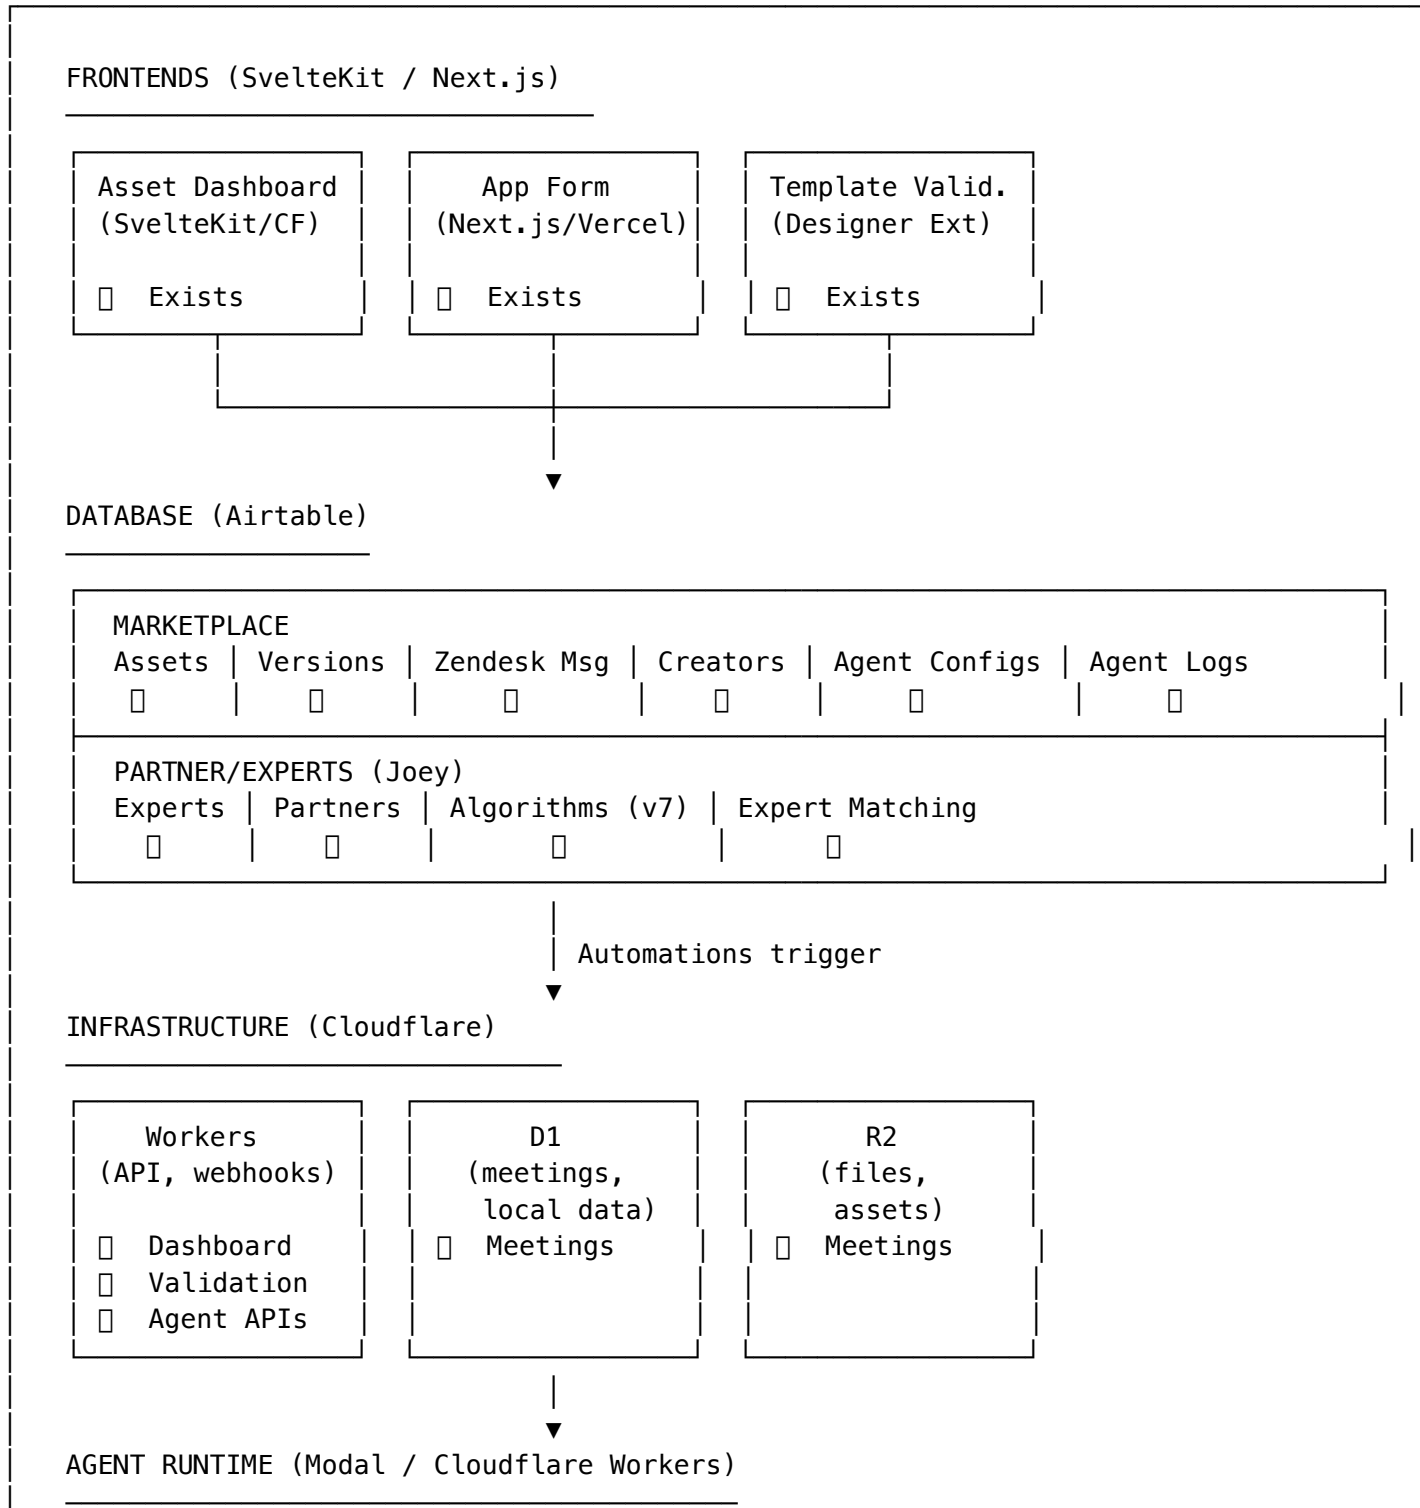 FRONTENDS (SvelteKit / Next.js)
Asset Dashboard App Form Template Valid.
(SvelteKit/CF) (Next.js/Vercel) (Designer Ext)
Exists Exists Exists
DATABASE (Airtable)
MARKETPLACE
Assets | Versions | Zendesk Msg | Creators | Agent Configs | Agent Logs
PARTNER/EXPERTS (Joey)
Experts | Partners | Algorithms (v7) | Expert Matching
Automations trigger
INFRASTRUCTURE (Cloudflare)
Workers D1 R2
(API, webhooks) (meetings, (files,
local data) assets)
Dashboard Meetings Meetings
Validation
Agent APIs
AGENT RUNTIME (Modal / Cloudflare Workers)